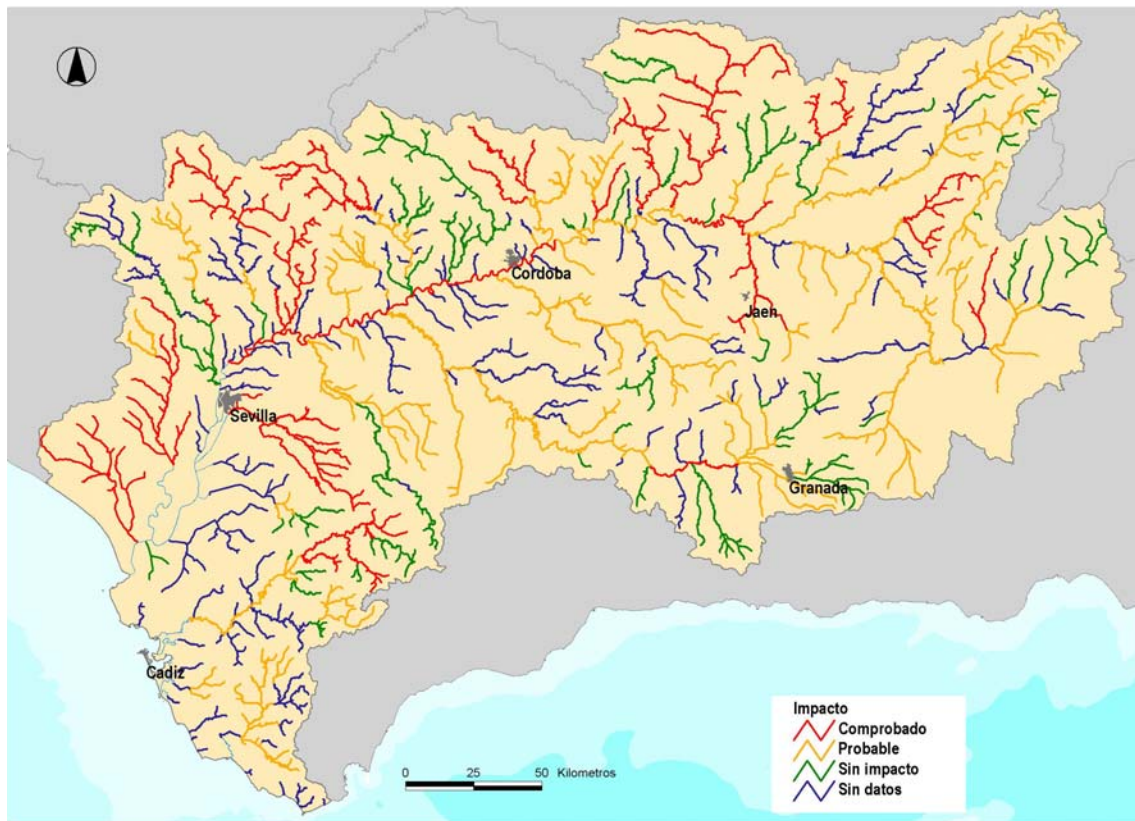 Cordoba
Jaen
Sevilla
Granada
Cadiz
Impacto
Comprobado
Probable
Sin impacto
Sin datos
0 25 50 Kilometros